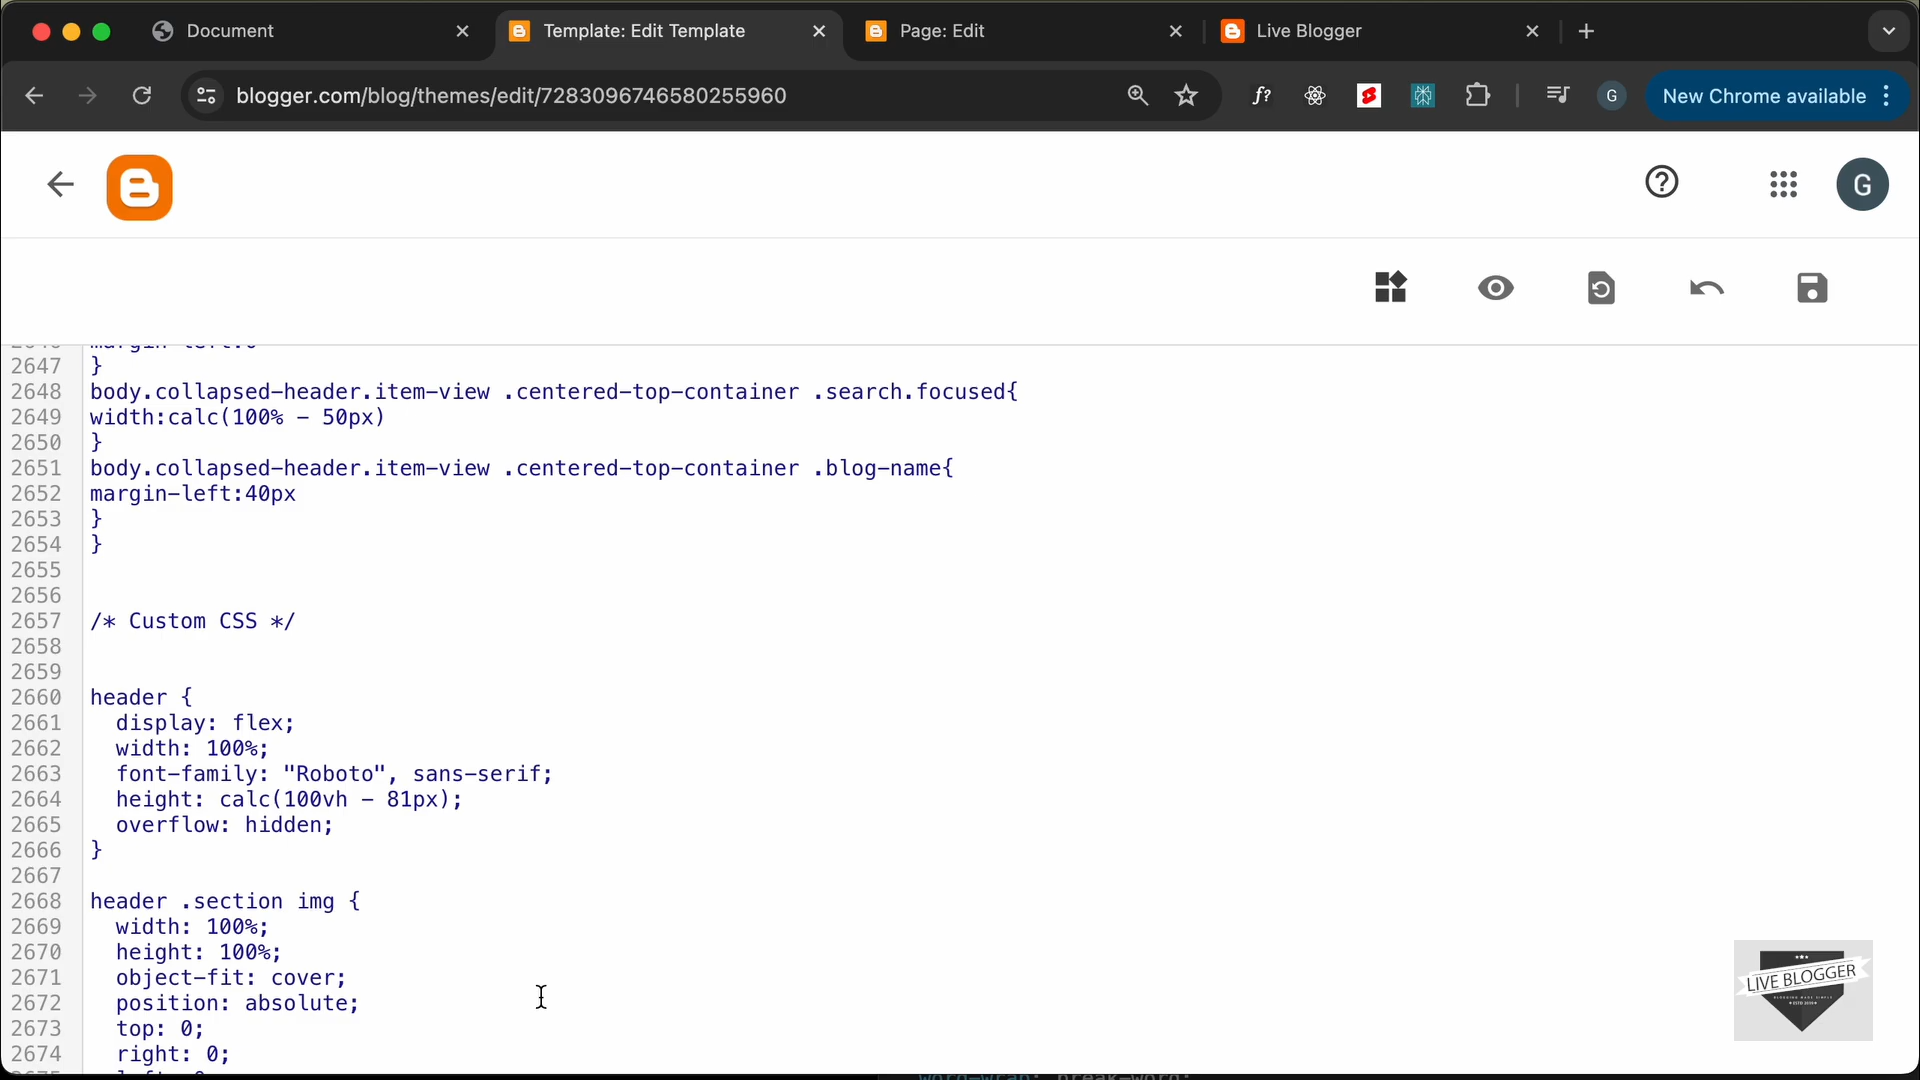 Document
Template: Edit Template
Page: Edit
Live Blogger
blogger.com/blog/themes/edit/7283096746580255960
f?
G
New Chrome available
G
2647 }
2648 body.collapsed-header.item-view .centered-top-container .search.focused{
2649 width:calc(100% - 50px)
2650 }
2651 body.collapsed-header.item-view .centered-top-container .blog-name{
2652 margin-left:40px
2653 }
2654 }
2655
2656
2657 /* Custom CSS */
2658
2659
2660 header {
2661 display: flex;
2662 width: 100%;
2663 font-family: "Roboto", sans-serif;
2664 height: calc(100vh - 81px);
2665 overflow: hidden;
2666 }
2667
2668 header .section img {
2669 width: 100%;
2670 height: 100%;
2671 object-fit: cover;
2672 position: absolute;
2673 top: 0;
2674 right: 0;
LIVE BLOGGER